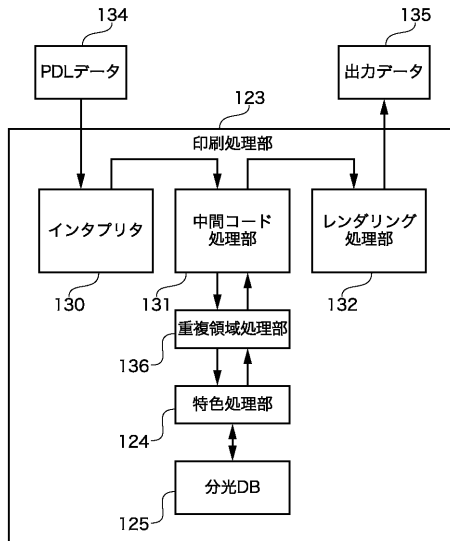 134
135
PDLデータ
出力データ
123
印刷処理部
インタプリタ
中間コード
処理部
レンダリング
処理部
130
131
132
重複領域処理部
136
特色処理部
124
分光DB
125